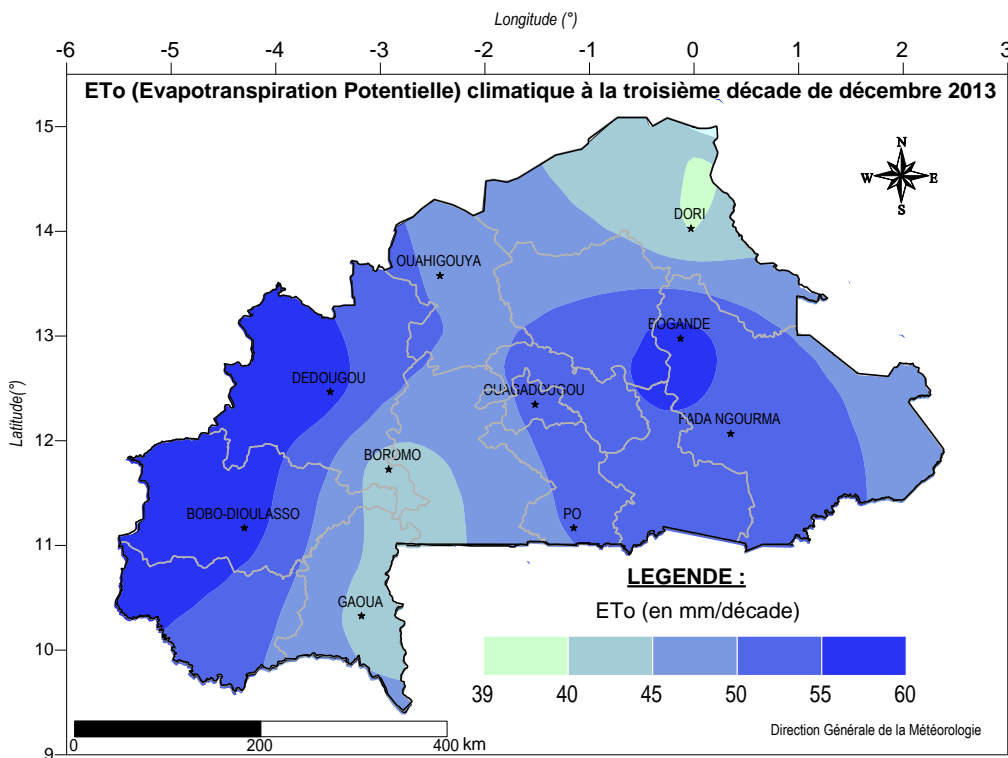 Longitude (°)
-6 -5 -4 -3 -2 -1 0 1 2 3
ETo (Evapotranspiration Potentielle) climatique à la troisième décade de décembre 2013
15
N
W E
S
DORI
14
OUAHIGOUYA
BOGANDE
13
DEDOUGOU
OUAGADOUGOU
FADA NGOURMA
Latitude(°)
12
BOROMO
BOBO-DIOULASSO
PO
11
LEGENDE :
GAOUA
ETo (en mm/décade)
10
39 40 45 50 55 60
Direction Générale de la Météorologie
0 200 400 km
9